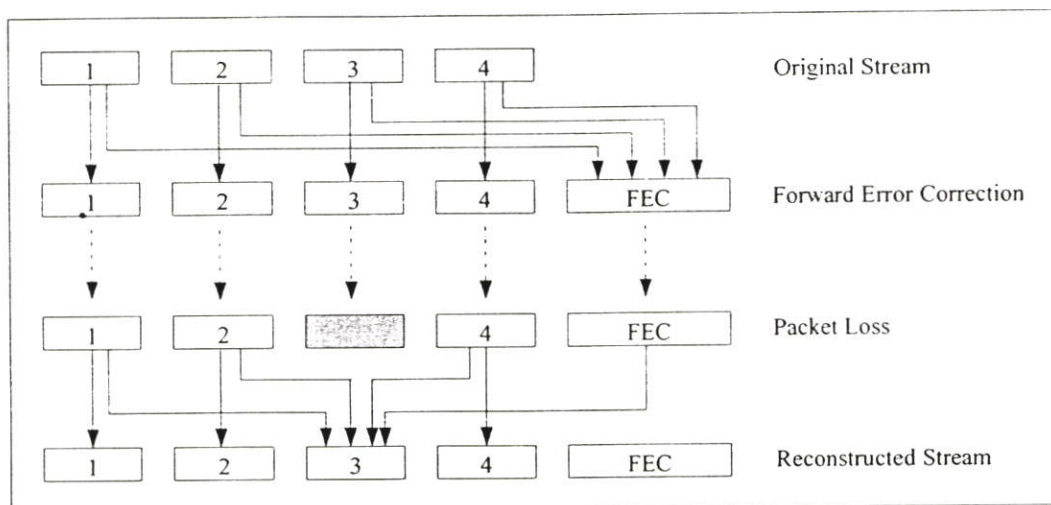 1 2 3 4 Original Stream
1 2 3 4 FEC Forward Error Correction
1 2 4 FEC Packet Loss
1 2 3 4 FEC Reconstructed Stream